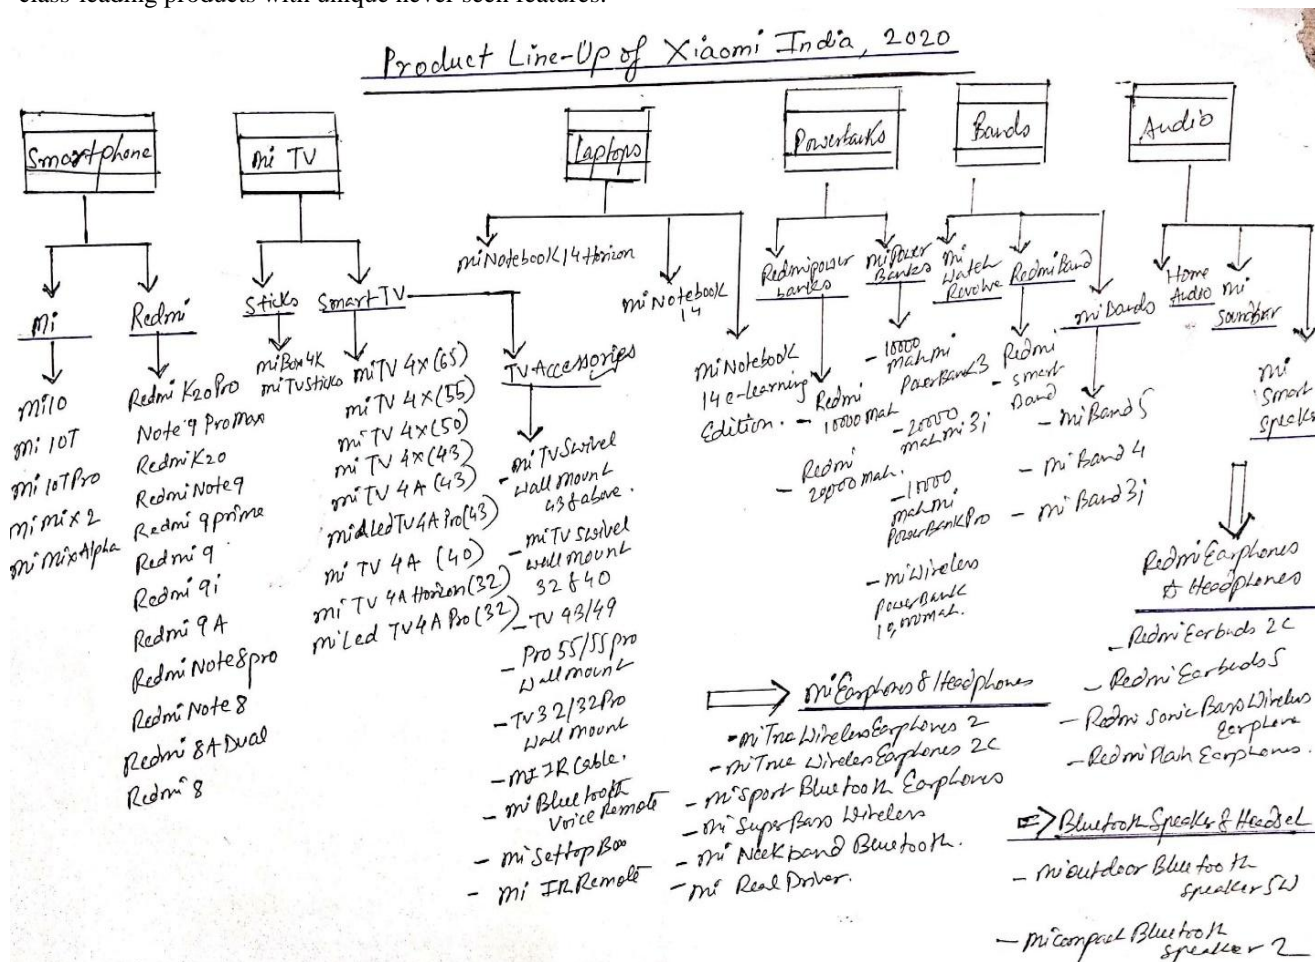 class-leading products with unique never seen features.
Product Line-Up of Xiaomi India, 2020
Smartphone
Mi
Mi10
Mi 10T
Mi 10T Pro
Mi Mix 2
Mi Mix Alpha
Redmi
Redmi K20 Pro
Note 9 Pro Max
Redmi K20
Redmi Note 9
Redmi 9 prime
Redmi 9
Redmi 9i
Redmi 9 A
Redmi Note 8 pro
Redmi Note 8
Redmi 8A Dual
Redmi 8
Mi TV
Sticks
mi Box 4K
mi TV Sticks
Smart TV
mi TV 4X (65)
mi TV 4X (55)
mi TV 4X (50)
mi TV 4X (43)
mi TV 4A (43)
Led TV 4A Pro (43)
mi TV 4A (40)
mi TV 4A Horizon (32)
mi Led TV 4A Pro (32)
TV Accessories
- mi TV Swivel
Wall Mount
43 & above.
- mi TV Swivel
wall mount
32 & 40
- TV 43/49
- Pro 55/55 pro
Wall mount
- TV 32/32 Pro
Wall mount
- MI IR Cable.
- mi Bluetooth
Voice Remote
- mi Settop Box
- mi IR Remote
Laptops
mi Notebook 14 Horizon
mi Notebook
14
mi Notebook
14 e-learning
Edition.
Powerbanks
Redmi power
banks
- Redmi
10000 mah
- Redmi
20000 mah.
mi Power
Banks
- 10000
mah mi
Power Bank 3
- 20000
mah mi 3i
- 10000
mah mi
Power Bank Pro
- mi Wireless
Power Bank
10,000 mah.
Bands
mi
Watch
Revolve
Redmi Band
- Redmi
smart
Band
mi Bands
- mi Band 5
- mi Band 4
- mi Band 3i
Audio
Home
Audio
mi
Soundbar
mi
Smart
Speaker
mi Earphones & Headphones
- mi True Wireless Earphones 2
- mi True Wireless Earphones 2C
- mi sport Bluetooth Earphones
- mi Super Bass Wireless
- mi Neckband Bluetooth.
- mi Real Driver.
Redmi Earphones
& Headphones
- Redmi Earbuds 2C
- Redmi Earbuds S
- Redmi Sonic Bass Wireless
Earphone
- Redmi Plain Earphones.
Bluetooth Speaker & Headset
- mi outdoor Bluetooth
speaker 5W
- mi compact Bluetooth
speaker 2